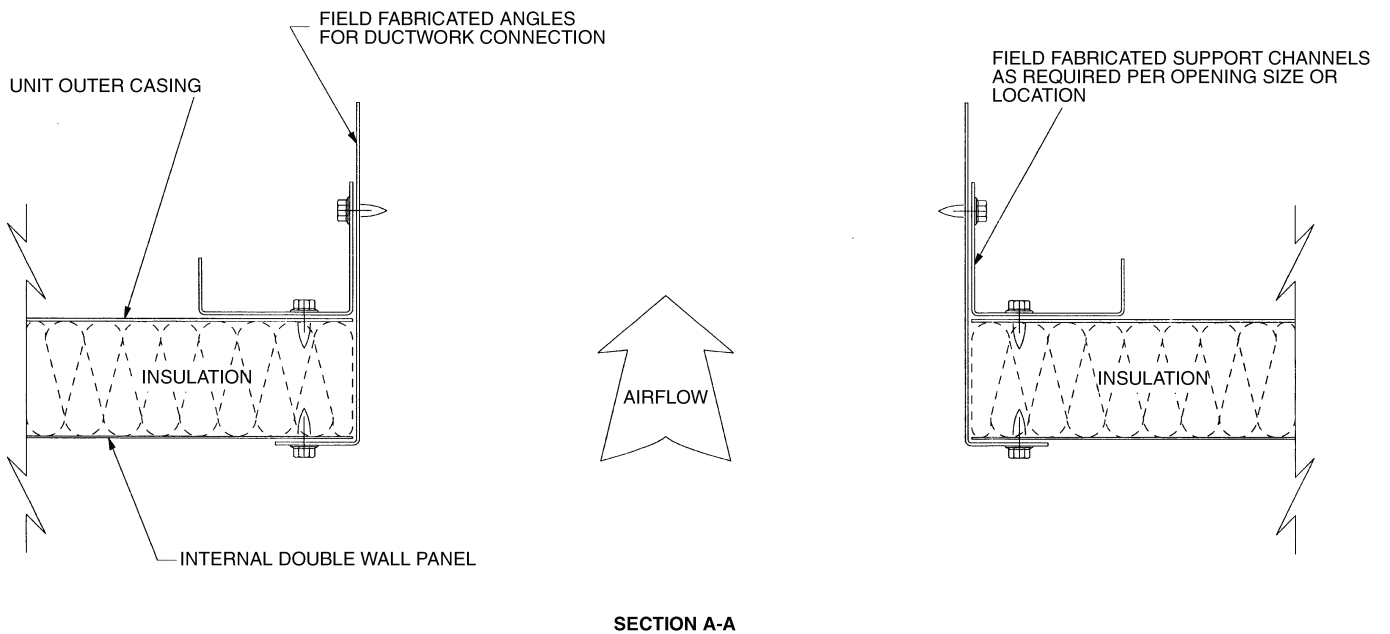 FIELD FABRICATED ANGLES
FOR DUCTWORK CONNECTION
UNIT OUTER CASING
FIELD FABRICATED SUPPORT CHANNELS
AS REQUIRED PER OPENING SIZE OR
LOCATION
INSULATION
AIRFLOW
INSULATION
INTERNAL DOUBLE WALL PANEL
SECTION A-A